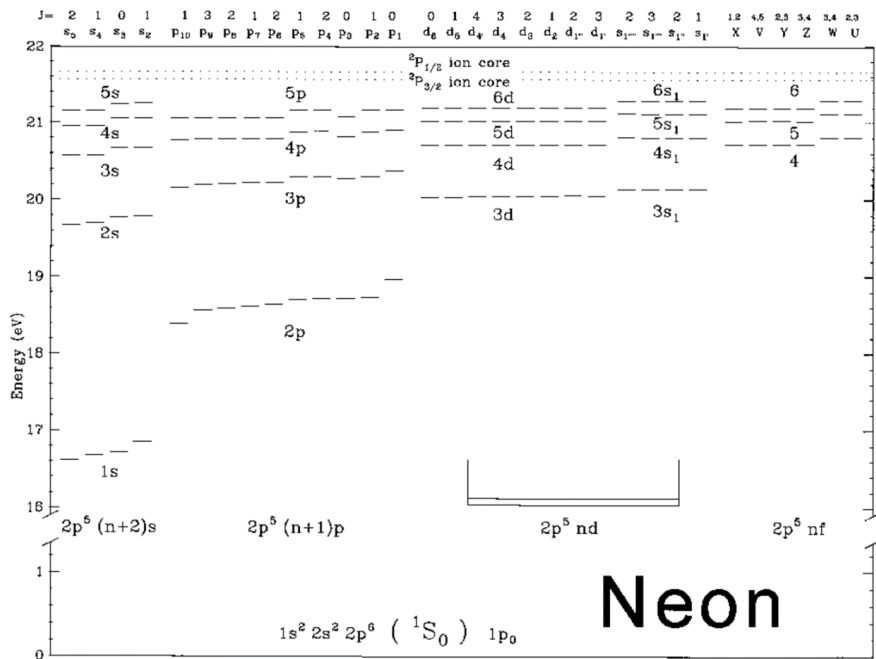 J= 2 1 0 1 1 3 2 1 2 1 2 0 1 0 0 1 4 3 2 2 1 2 3 2 3 2 1 1,2 4,5 2,3 3,4 3,4 2,3
s₅ s₄ s₃ s₂ p₁₀ p₉ p₈ p₇ p₆ p₅ p₄ p₃ p₂ p₁ d₆ d₅ d₄' d₄ d₃ d₂ d₁'' d₁' s₁'''' s₁''' s₁'' s₁' X V Y Z W U
22
²P₁/₂ ion core
²P₃/₂ ion core
5s 5p 6d 6s₁ 6
21
4s 5d 5s₁ 5
4p
3s 4d 4s₁ 4
20
3p 3d 3s₁
2s
19
2p
18
Energy (eV)
17
1s
16
2p⁵ (n+2)s 2p⁵ (n+1)p 2p⁵ nd 2p⁵ nf
1
Neon
1s² 2s² 2p⁶ ( ¹S₀ ) 1p₀
0